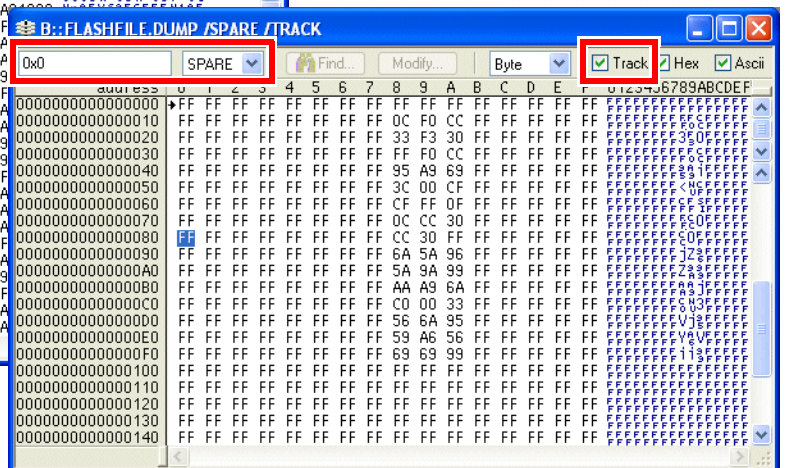 B::FLASHFILE.DUMP /SPARE /TRACK
0x0 SPARE Find... Modify... Byte Track Hex Ascii
address 0 1 2 3 4 5 6 7 8 9 A B C D E F 0123456789ABCDEF
0000000000000000 FF FF FF FF FF FF FF FF FF FF FF FF FF FF FF FF
0000000000000010 FF FF FF FF FF FF FF FF 0C F0 CC FF FF FF FF FF
0000000000000020 FF FF FF FF FF FF FF FF 33 F3 30 FF FF FF FF FF
0000000000000030 FF FF FF FF FF FF FF FF FF F0 CC FF FF FF FF FF
0000000000000040 FF FF FF FF FF FF FF FF 95 A9 69 FF FF FF FF FF
0000000000000050 FF FF FF FF FF FF FF FF 3C 00 CF FF FF FF FF FF
0000000000000060 FF FF FF FF FF FF FF FF CF FF 0F FF FF FF FF FF
0000000000000070 FF FF FF FF FF FF FF FF 0C CC 30 FF FF FF FF FF
0000000000000080 FF FF FF FF FF FF FF FF CC 30 FF FF FF FF FF FF
0000000000000090 FF FF FF FF FF FF FF FF 6A 5A 96 FF FF FF FF FF
00000000000000A0 FF FF FF FF FF FF FF FF 5A 9A 99 FF FF FF FF FF
00000000000000B0 FF FF FF FF FF FF FF FF AA A9 6A FF FF FF FF FF
00000000000000C0 FF FF FF FF FF FF FF FF C0 00 33 FF FF FF FF FF
00000000000000D0 FF FF FF FF FF FF FF FF 56 6A 95 FF FF FF FF FF
00000000000000E0 FF FF FF FF FF FF FF FF 59 A6 56 FF FF FF FF FF
00000000000000F0 FF FF FF FF FF FF FF FF 69 69 99 FF FF FF FF FF
0000000000000100 FF FF FF FF FF FF FF FF FF FF FF FF FF FF FF FF
0000000000000110 FF FF FF FF FF FF FF FF FF FF FF FF FF FF FF FF
0000000000000120 FF FF FF FF FF FF FF FF FF FF FF FF FF FF FF FF
0000000000000130 FF FF FF FF FF FF FF FF FF FF FF FF FF FF FF FF
0000000000000140 FF FF FF FF FF FF FF FF FF FF FF FF FF FF FF FF